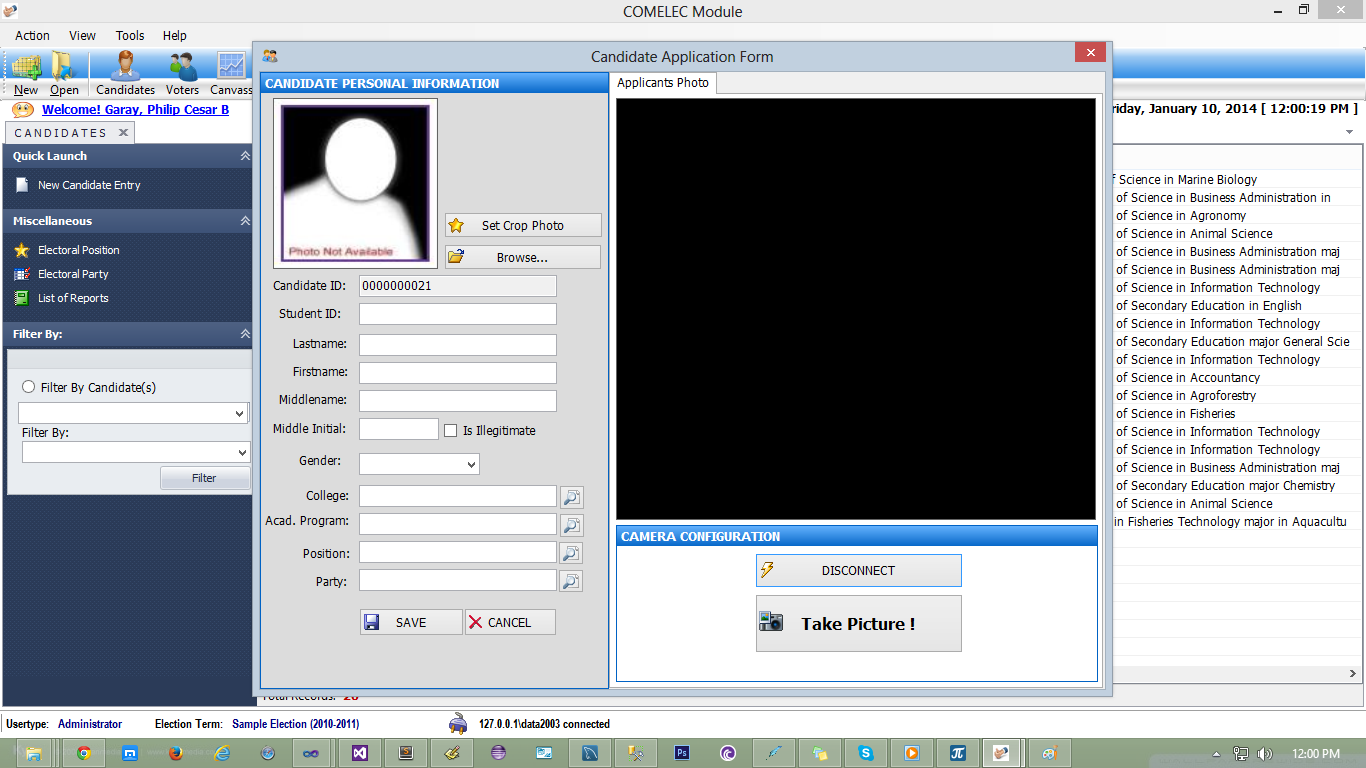 COMELEC Module
Action View Tools Help
New Open Candidates Voters Canvass
Welcome! Garay, Philip Cesar B
riday, January 10, 2014 [ 12:00:19 PM ]
CANDIDATES
Quick Launch
New Candidate Entry
Miscellaneous
Electoral Position
Electoral Party
List of Reports
Filter By:
Filter By Candidate(s)
Filter By:
Filter
Candidate Application Form
CANDIDATE PERSONAL INFORMATION
Photo Not Available
Set Crop Photo
Browse...
Candidate ID: 0000000021
Student ID:
Lastname:
Firstname:
Middlename:
Middle Initial: Is Illegitimate
Gender:
College:
Acad. Program:
Position:
Party:
SAVE CANCEL
Applicants Photo
CAMERA CONFIGURATION
DISCONNECT
Take Picture !
f Science in Marine Biology
of Science in Business Administration in
of Science in Agronomy
of Science in Animal Science
of Science in Business Administration maj
of Science in Business Administration maj
of Science in Information Technology
of Secondary Education in English
of Science in Information Technology
of Secondary Education major General Scie
of Science in Information Technology
of Science in Accountancy
of Science in Agroforestry
of Science in Fisheries
of Science in Information Technology
of Science in Information Technology
of Science in Business Administration maj
of Secondary Education major Chemistry
of Science in Animal Science
in Fisheries Technology major in Aquacultu
Total Records: 20
Usertype: Administrator Election Term: Sample Election (2010-2011) 127.0.0.1\data2003 connected
12:00 PM